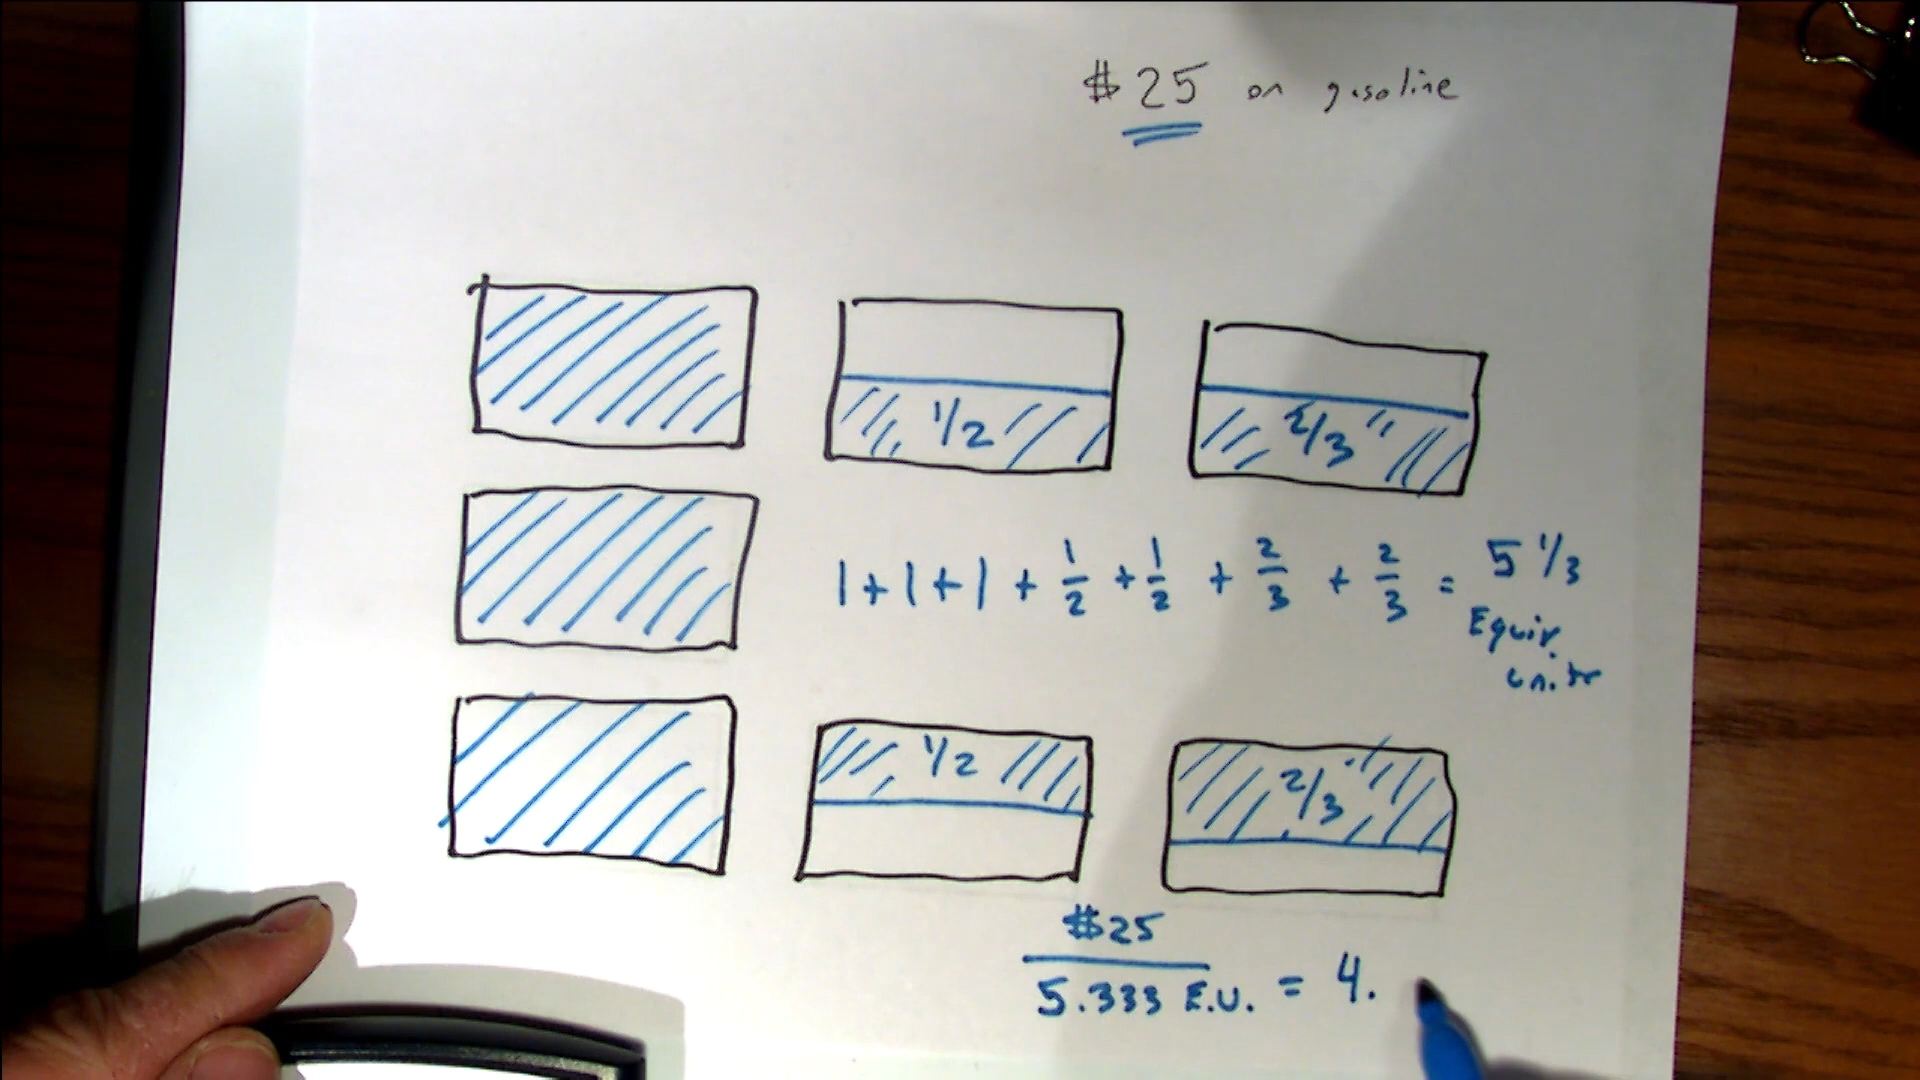 $25 on gasoline
1/2
2/3
1 + 1 + 1 + 1/2 + 1/2 + 2/3 + 2/3 = 5 1/3
Equiv.
units
1/2
2/3
$25
5.333 E.U. = 4.